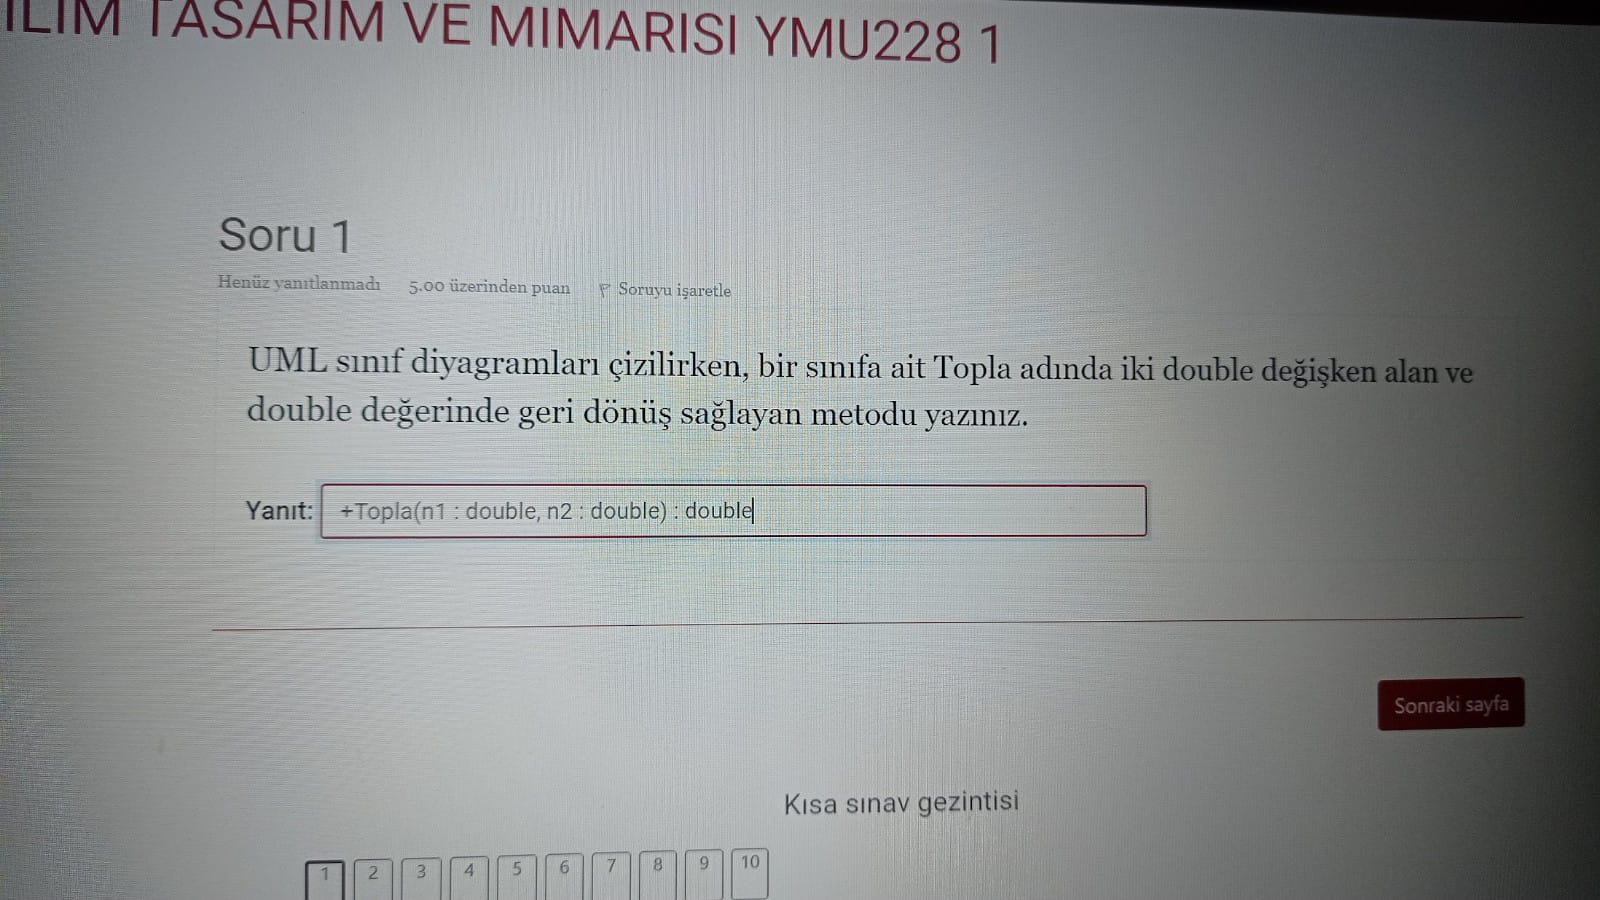 TASARIM VE MIMARISI YMU228 1
Soru 1
Henüz yanıtlanmadı 5.00 üzerinden puan Soruyu işaretle
UML sınıf diyagramları çizilirken, bir sınıfa ait Topla adında iki double değişken alan ve
double değerinde geri dönüş sağlayan metodu yazınız.
Yanıt: +Topla(n1 : double, n2 : double) : double
Sonraki sayfa
Kısa sınav gezintisi
1 2 3 4 5 6 7 8 9 10